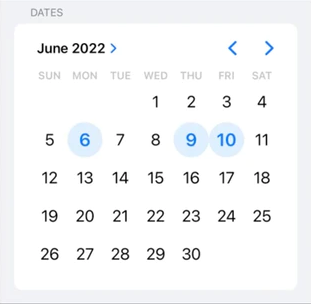 DATES
June 2022 >
SUN MON TUE WED THU FRI SAT
1 2 3 4
5 6 7 8 9 10 11
12 13 14 15 16 17 18
19 20 21 22 23 24 25
26 27 28 29 30